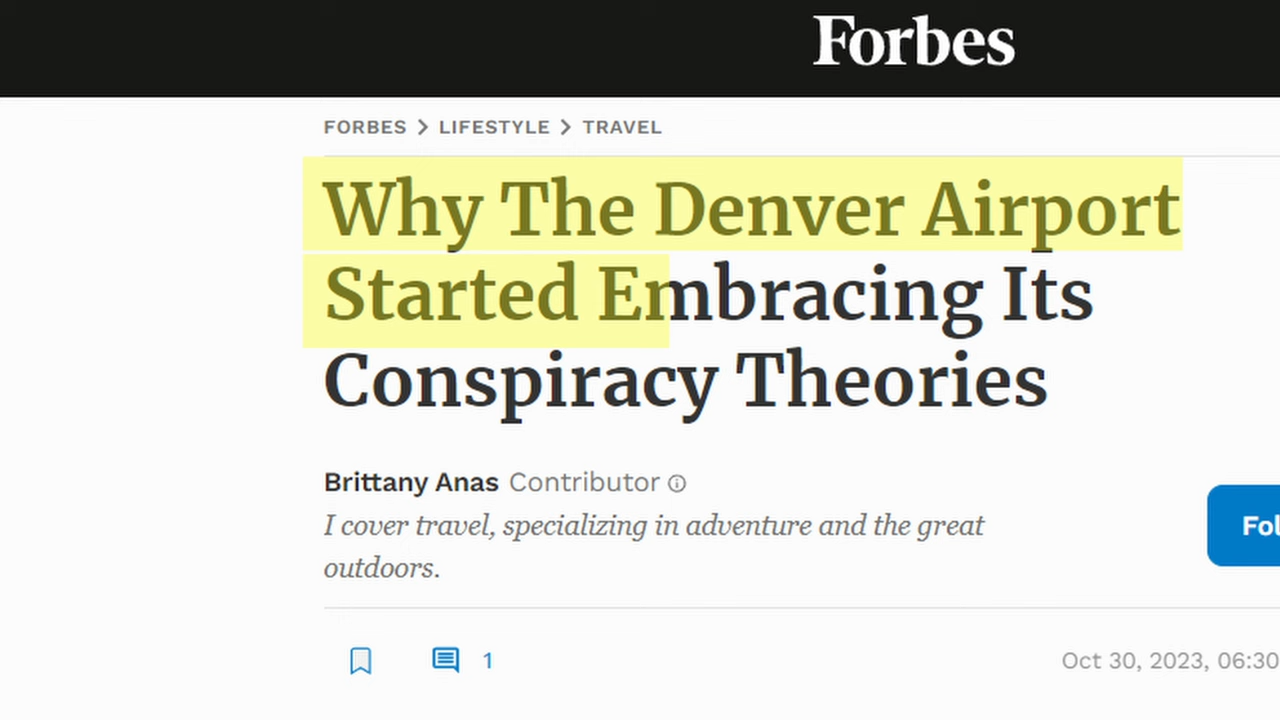 Forbes
FORBES > LIFESTYLE > TRAVEL
Why The Denver Airport
Started Embracing Its
Conspiracy Theories
Brittany Anas Contributor
I cover travel, specializing in adventure and the great
outdoors.
Fol
1
Oct 30, 2023, 06:30